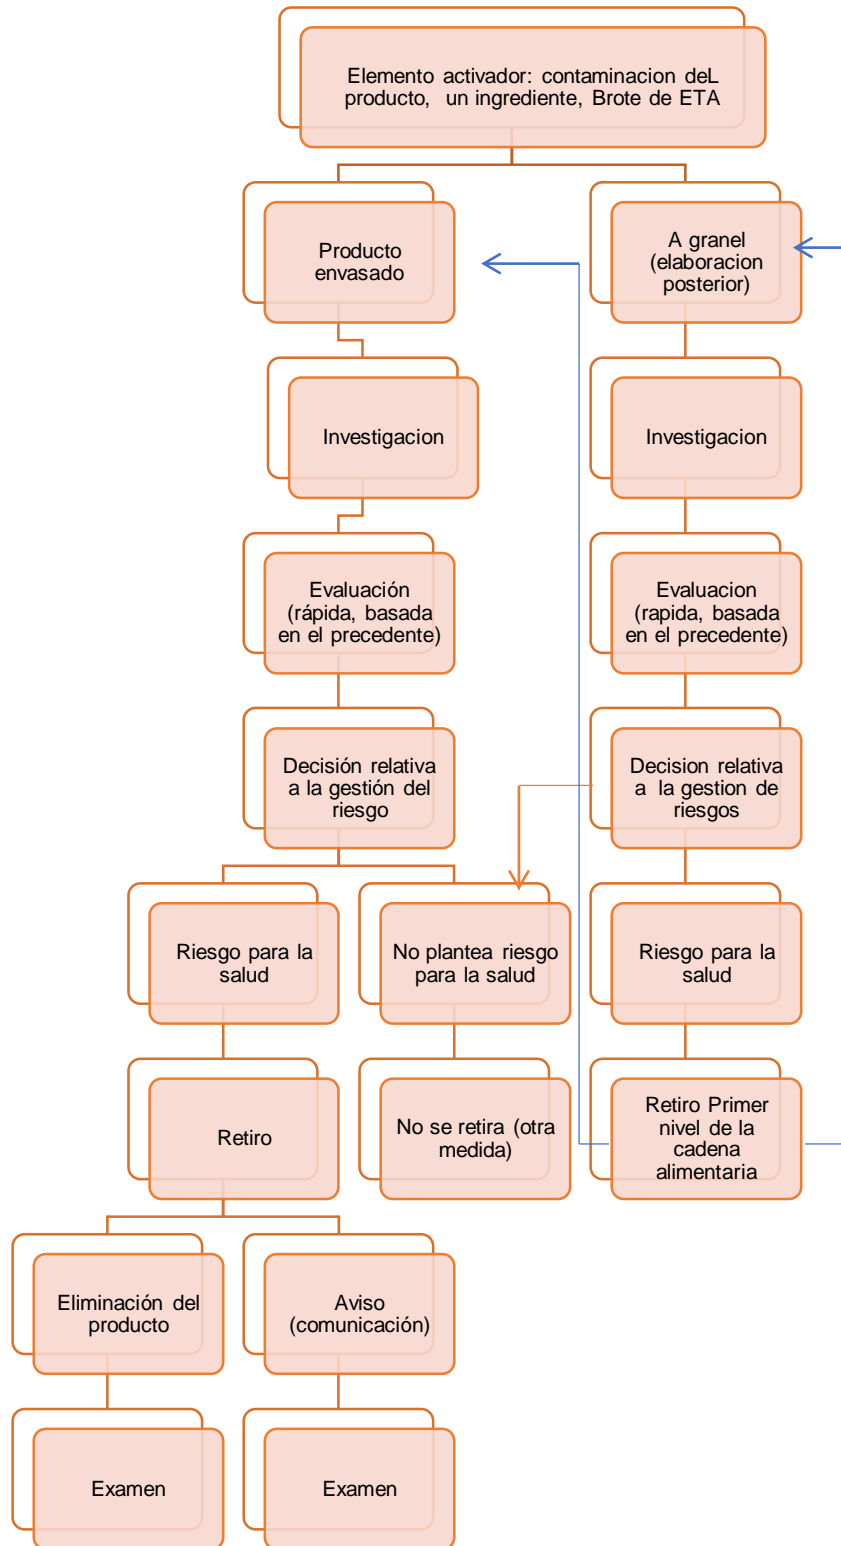 Elemento activador: contaminacion deL
producto, un ingrediente, Brote de ETA
Producto
envasado
A granel
(elaboracion
posterior)
Investigacion
Investigacion
Evaluación
(rápida, basada
en el precedente)
Evaluacion
(rapida, basada
en el precedente)
Decisión relativa
a la gestión del
riesgo
Decision relativa
a la gestion de
riesgos
Riesgo para la
salud
No plantea riesgo
para la salud
Riesgo para la
salud
Retiro
No se retira (otra
medida)
Retiro Primer
nivel de la
cadena
alimentaria
Eliminación del
producto
Aviso
(comunicación)
Examen
Examen